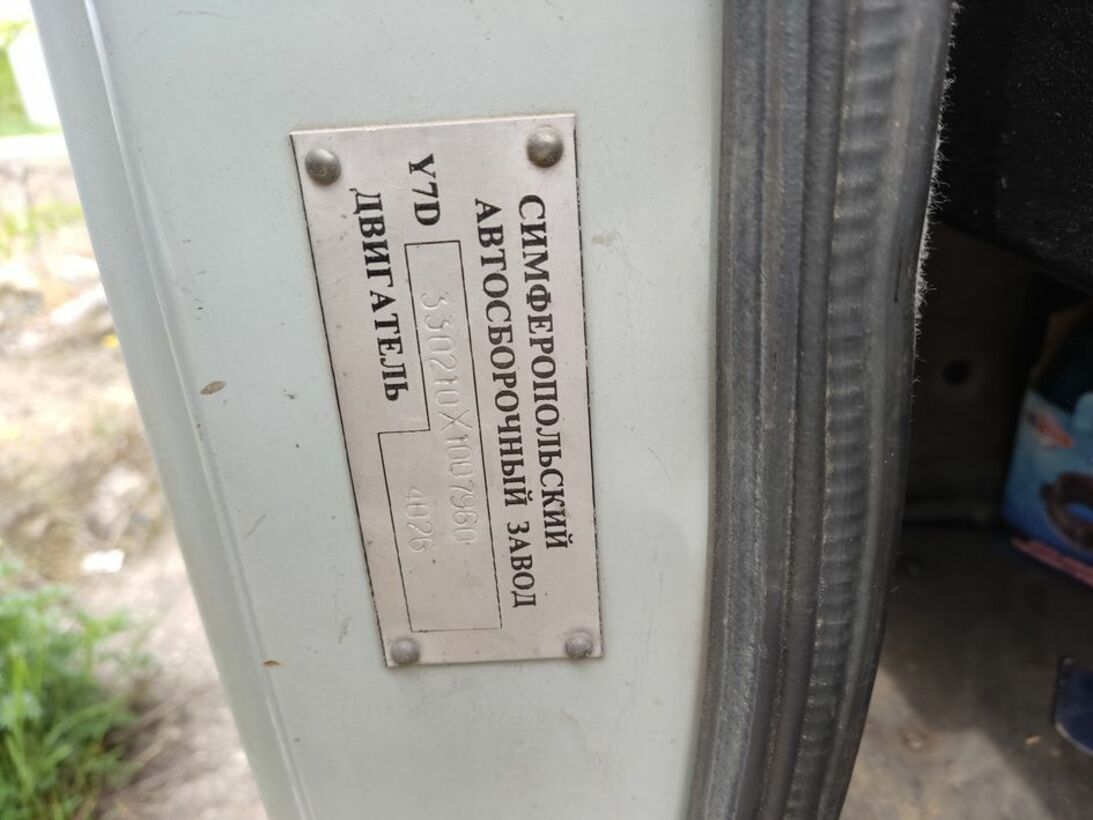 СИМФЕРОПОЛЬСКИЙ
АВТОСБОРОЧНЫЙ ЗАВОД
Y7D 330210X1007960
ДВИГАТЕЛЬ 4026